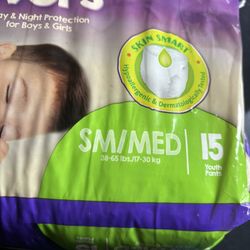 y & Night Protection
for Boys & Girls
SKIN SMART
Hypoallergenic & Dermatologically Tested
SM/MED
15
Youth
Pants
38-65 lbs./17-30 kg